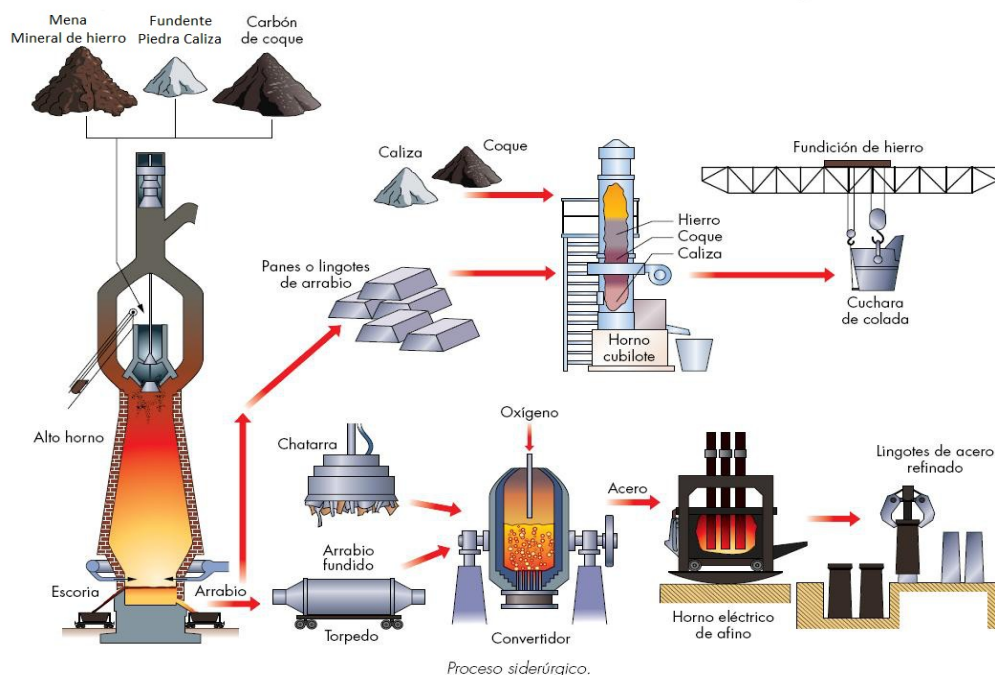 Mena
Mineral de hierro
Fundente
Piedra Caliza
Carbón
de coque
Caliza
Coque
Fundición de hierro
Hierro
Coque
Caliza
Panes o lingotes
de arrabio
Cuchara
de colada
Horno
cubilote
Alto horno
Chatarra
Oxígeno
Acero
Lingotes de acero
refinado
Arrabio
fundido
Escoria
Arrabio
Torpedo
Convertidor
Horno eléctrico
de afino
Proceso siderúrgico.